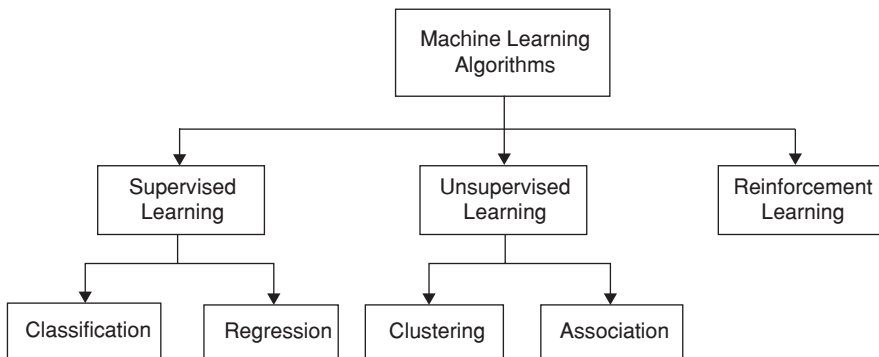 Machine Learning
Algorithms
Supervised
Learning
Unsupervised
Learning
Reinforcement
Learning
Classification
Regression
Clustering
Association